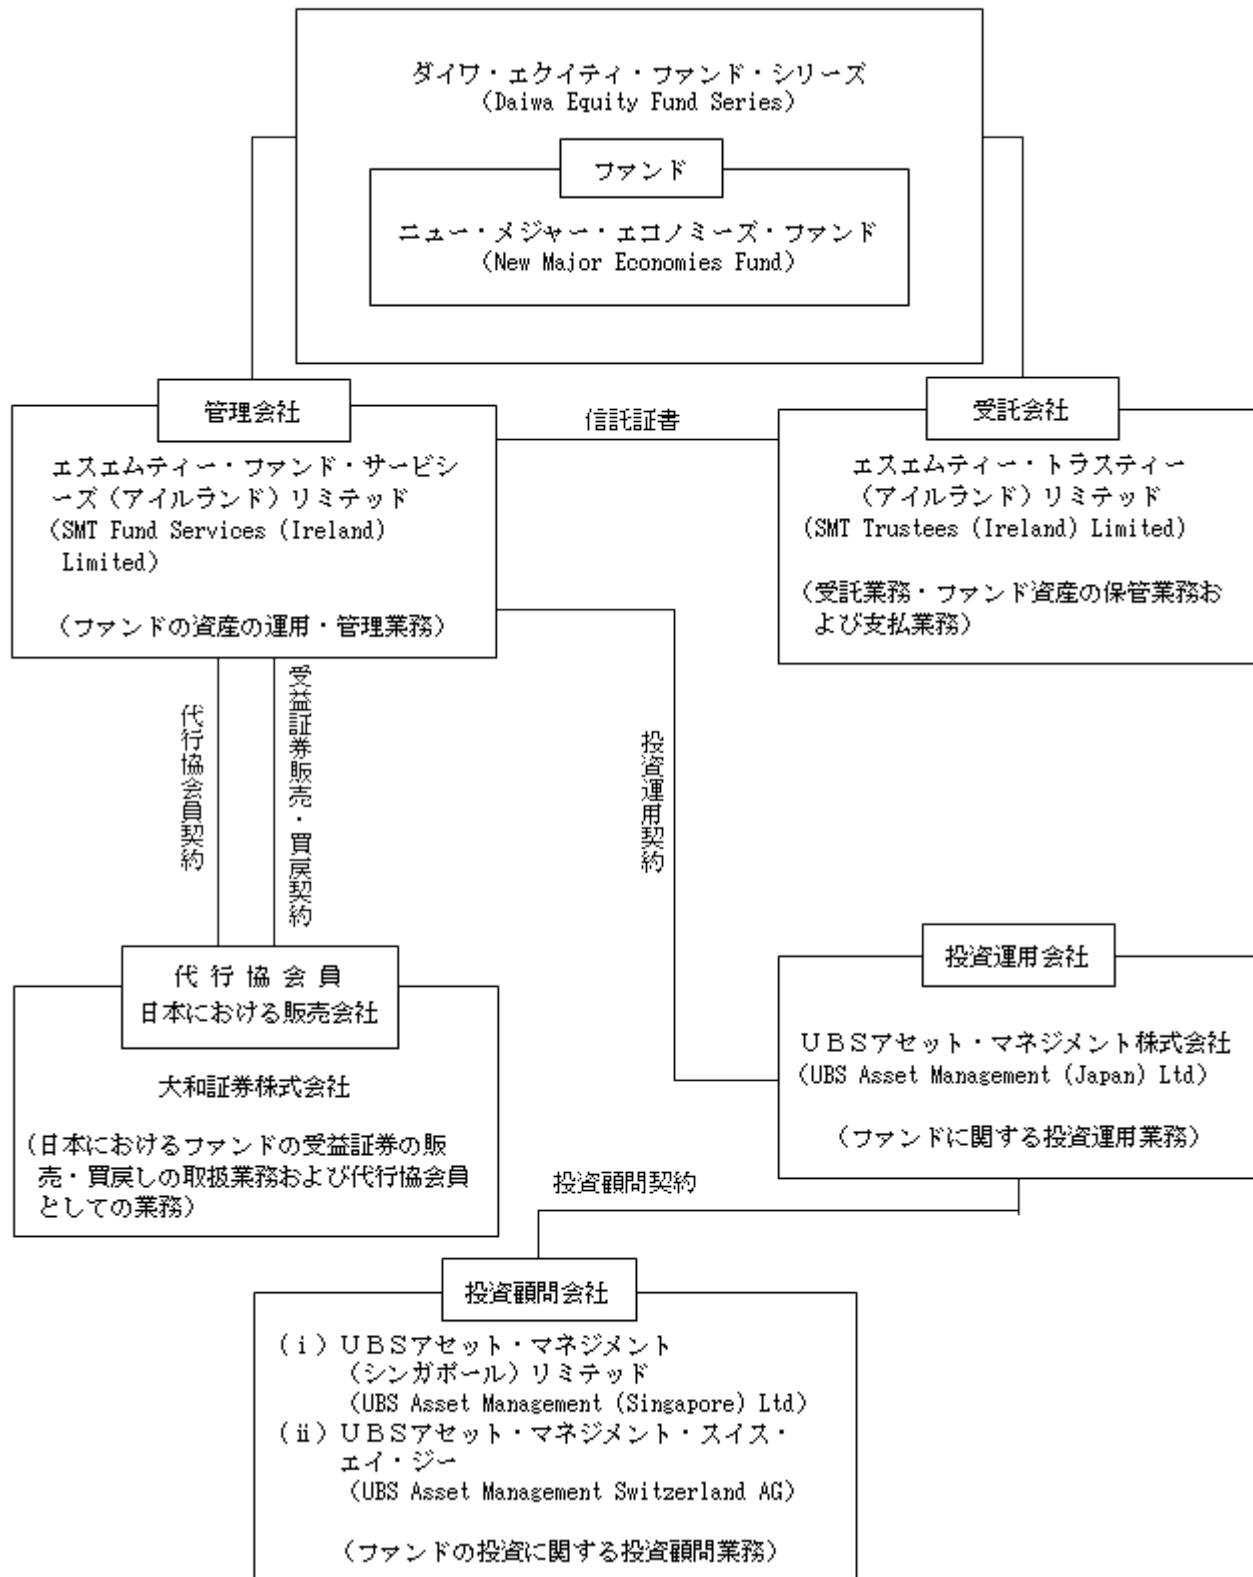 ダイワ・エクイティ・ファンド・シリーズ
(Daiwa Equity Fund Series)
ファンド
ニュー・メジャー・エコノミーズ・ファンド
(New Major Economies Fund)
管理会社
エスエムティー・ファンド・サービシ
ーズ（アイルランド）リミテッド
(SMT Fund Services (Ireland)
Limited)
（ファンドの資産の運用・管理業務）
信託証書
受託会社
エスエムティー・トラスティー
（アイルランド）リミテッド
(SMT Trustees (Ireland) Limited)
（受託業務・ファンド資産の保管業務お
よび支払業務）
代行協会員契約
受益証券販売・買戻契約
投資運用契約
代行協会員
日本における販売会社
大和証券株式会社
（日本におけるファンドの受益証券の販
売・買戻しの取扱業務および代行協会員
としての業務）
投資運用会社
ＵＢＳアセット・マネジメント株式会社
(UBS Asset Management (Japan) Ltd)
（ファンドに関する投資運用業務）
投資顧問契約
投資顧問会社
(ⅰ) ＵＢＳアセット・マネジメント
（シンガポール）リミテッド
(UBS Asset Management (Singapore) Ltd)
(ⅱ) ＵＢＳアセット・マネジメント・スイス・
エイ・ジー
(UBS Asset Management Switzerland AG)
（ファンドの投資に関する投資顧問業務）